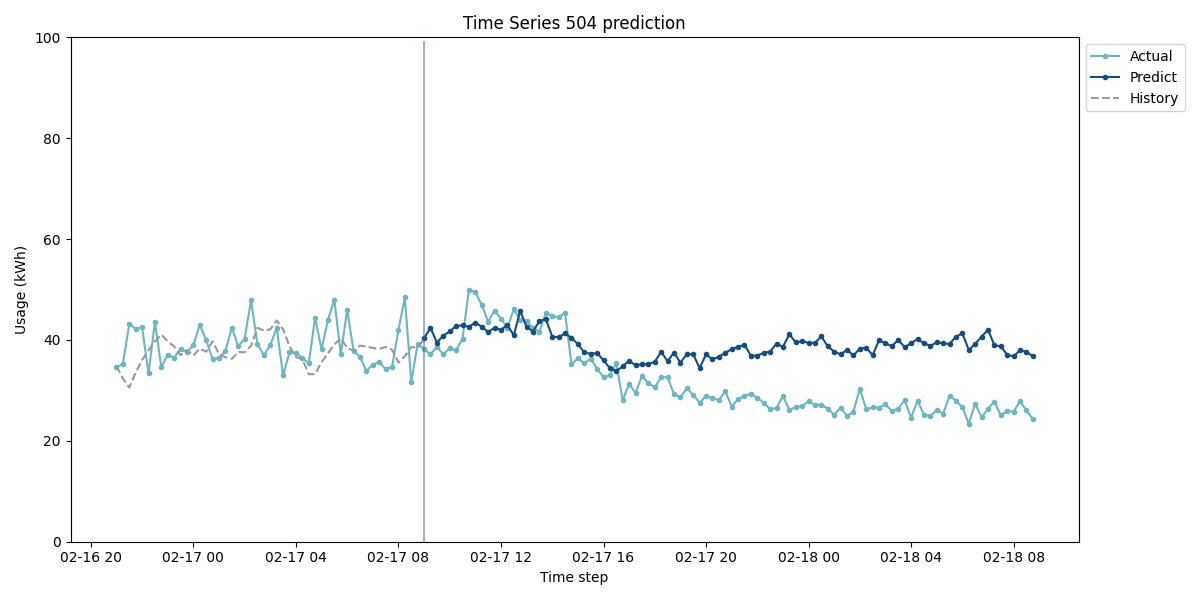 Time Series 504 prediction
Usage (kWh)
100
80
60
40
20
0
02-16 20
02-17 00
02-17 04
02-17 08
02-17 12
02-17 16
02-17 20
02-18 00
02-18 04
02-18 08
Time step
Actual
Predict
History